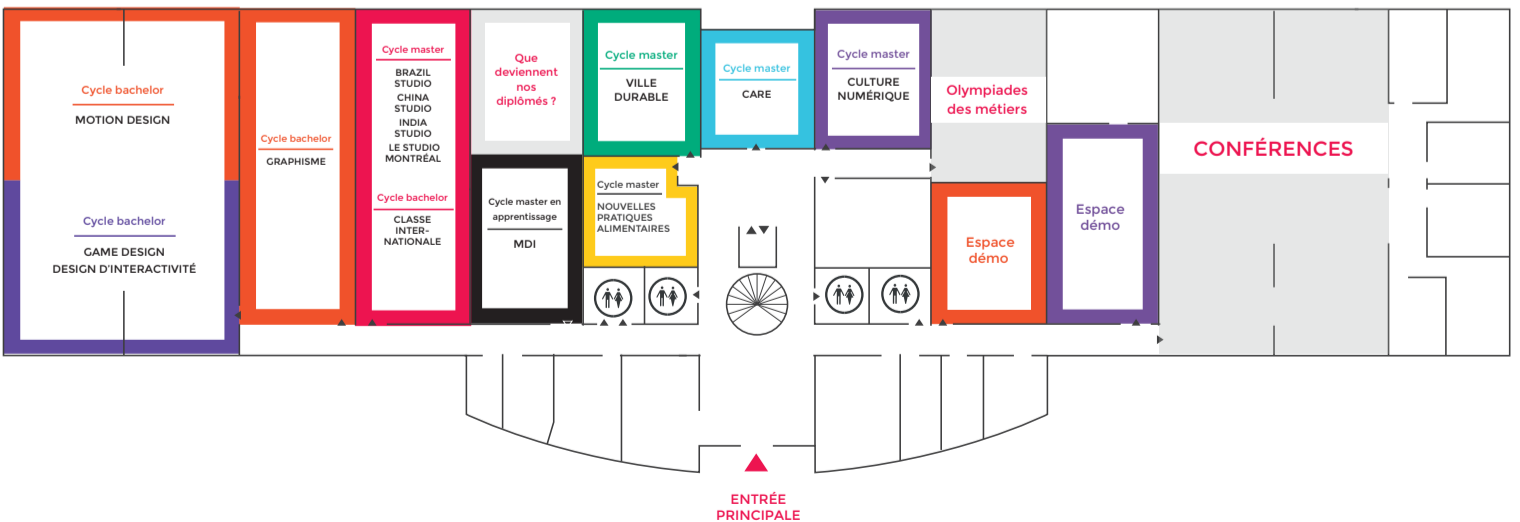 Cycle bachelor
MOTION DESIGN
Cycle bachelor
GAME DESIGN
DESIGN D'INTERACTIVITÉ
Cycle bachelor
GRAPHISME
Cycle master
BRAZIL
STUDIO
CHINA
STUDIO
INDIA
STUDIO
LE STUDIO
MONTRÉAL
Cycle bachelor
CLASSE
INTER-
NATIONALE
Que
deviennent
nos
diplômés ?
Cycle master en
apprentissage
MDI
Cycle master
VILLE
DURABLE
Cycle master
NOUVELLES
PRATIQUES
ALIMENTAIRES
Cycle master
CARE
Cycle master
CULTURE
NUMÉRIQUE
Olympiades
des métiers
Espace
démo
Espace
démo
CONFÉRENCES
ENTRÉE
PRINCIPALE